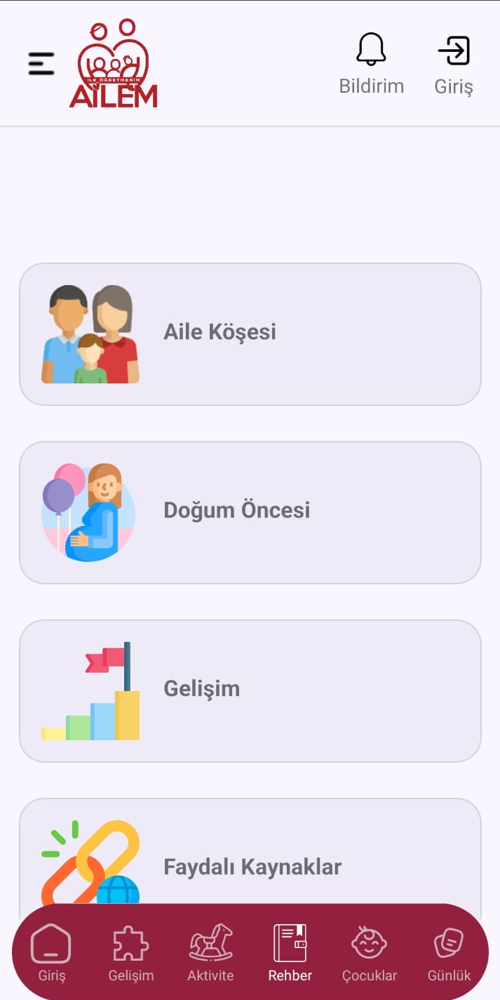 İLK ÖĞRETMENİM
AİLEM
Bildirim
Giriş
Aile Köşesi
Doğum Öncesi
Gelişim
Faydalı Kaynaklar
Giriş
Gelişim
Aktivite
Rehber
Çocuklar
Günlük